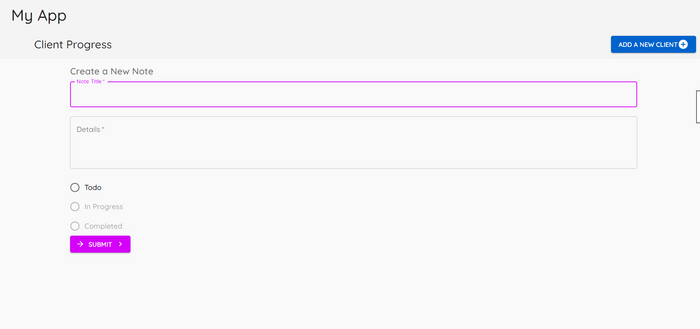 My App
Client Progress
ADD A NEW CLIENT
Create a New Note
Note Title *
Details *
Todo
In Progress
Completed
SUBMIT